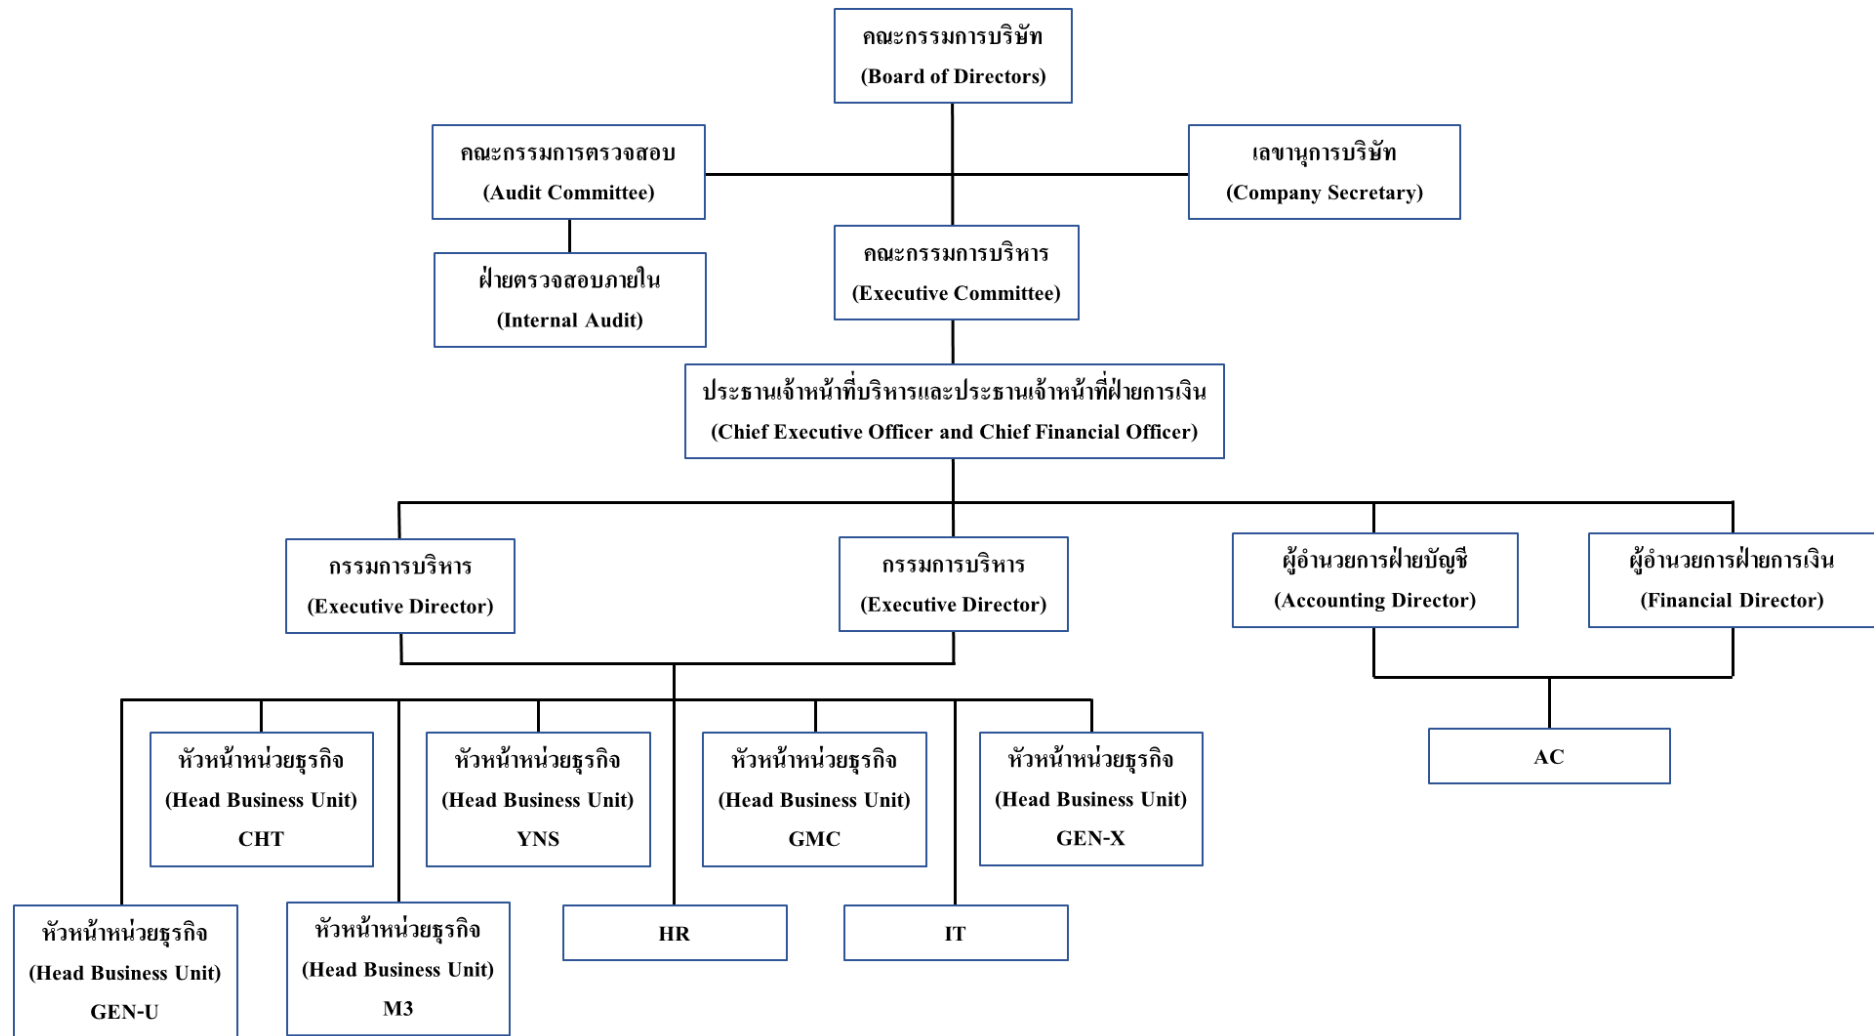 คณะกรรมการบริษัท
(Board of Directors)
คณะกรรมการตรวจสอบ
(Audit Committee)
เลขานุการบริษัท
(Company Secretary)
ฝ่ายตรวจสอบภายใน
(Internal Audit)
คณะกรรมการบริหาร
(Executive Committee)
ประธานเจ้าหน้าที่บริหารและประธานเจ้าหน้าที่ฝ่ายการเงิน
(Chief Executive Officer and Chief Financial Officer)
กรรมการบริหาร
(Executive Director)
กรรมการบริหาร
(Executive Director)
ผู้อำนวยการฝ่ายบัญชี
(Accounting Director)
ผู้อำนวยการฝ่ายการเงิน
(Financial Director)
หัวหน้าหน่วยธุรกิจ
(Head Business Unit)
CHT
หัวหน้าหน่วยธุรกิจ
(Head Business Unit)
YNS
หัวหน้าหน่วยธุรกิจ
(Head Business Unit)
GMC
หัวหน้าหน่วยธุรกิจ
(Head Business Unit)
GEN-X
AC
หัวหน้าหน่วยธุรกิจ
(Head Business Unit)
GEN-U
หัวหน้าหน่วยธุรกิจ
(Head Business Unit)
M3
HR
IT